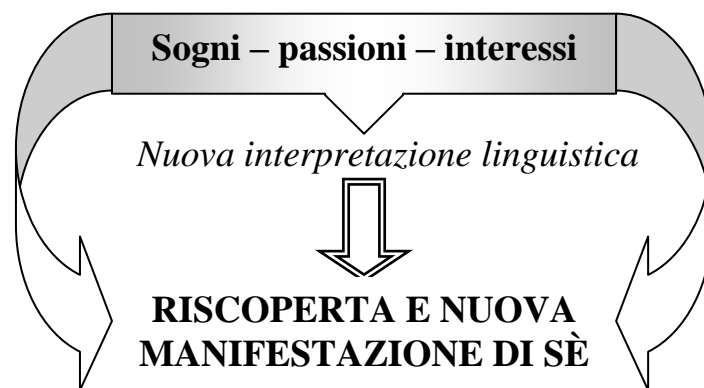 Sogni – passioni – interessi
Nuova interpretazione linguistica
RISCOPERTA E NUOVA
MANIFESTAZIONE DI SÈ